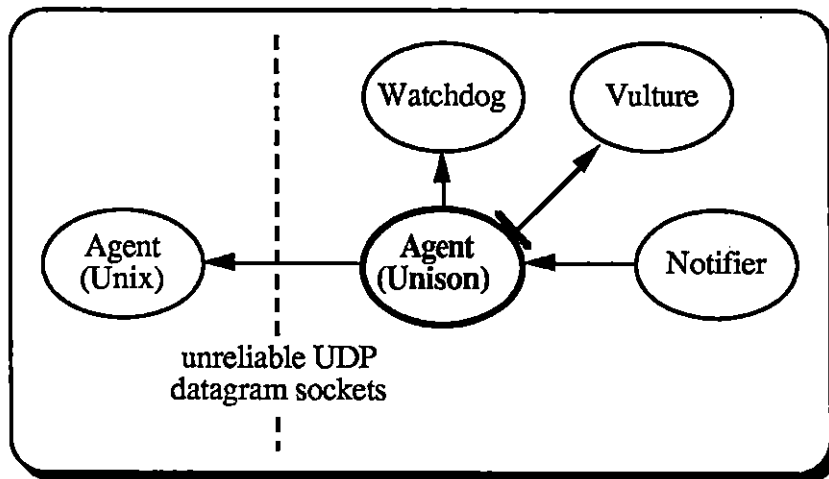 Watchdog
Vulture
Agent
(Unix)
Agent
(Unison)
Notifier
unreliable UDP
datagram sockets